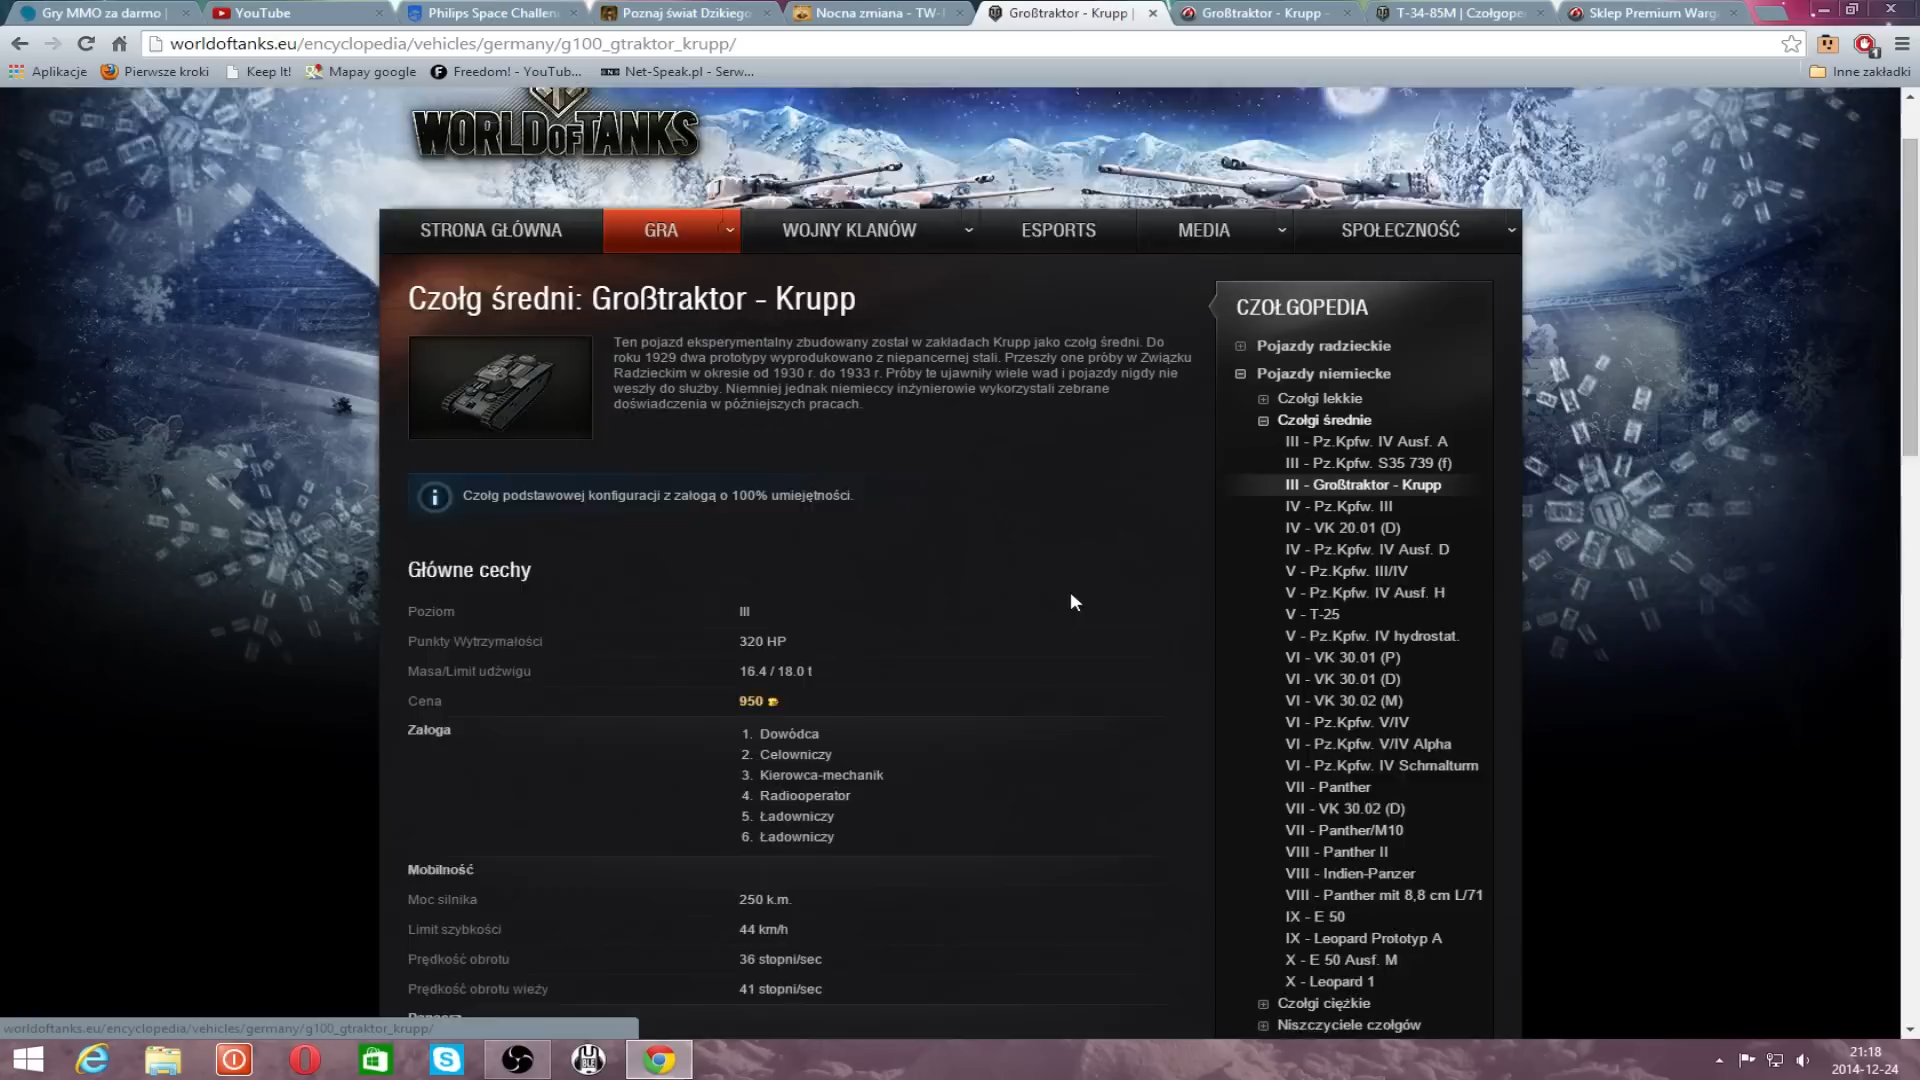 Gry MMO za darmo |
YouTube
Philips Space Challen
Poznaj świat Dzikiego
Nocna zmiana - TW-
Großtraktor - Krupp |
Großtraktor - Krupp -
T-34-85M | Czołgope
Sklep Premium Warg
worldoftanks.eu/encyclopedia/vehicles/germany/g100_gtraktor_krupp/
Aplikacje
Pierwsze kroki
Keep It!
Mapay google
Freedom! - YouTub...
Net-Speak.pl - Serw...
Inne zakładki
WORLD OF TANKS
STRONA GŁÓWNA
GRA
WOJNY KLANÓW
ESPORTS
MEDIA
SPOŁECZNOŚĆ
Czołg średni: Großtraktor - Krupp
Ten pojazd eksperymentalny zbudowany został w zakładach Krupp jako czołg średni. Do
roku 1929 dwa prototypy wyprodukowano z niepancernej stali. Przeszły one próby w Związku
Radzieckim w okresie od 1930 r. do 1933 r. Próby te ujawniły wiele wad i pojazdy nigdy nie
weszły do służby. Niemniej jednak niemieccy inżynierowie wykorzystali zebrane
doświadczenia w późniejszych pracach.
Czołg podstawowej konfiguracji z załogą o 100% umiejętności.
Główne cechy
Poziom III
Punkty Wytrzymałości 320 HP
Masa/Limit udźwigu 16.4 / 18.0 t
Cena 950
Załoga
1. Dowódca
2. Celowniczy
3. Kierowca-mechanik
4. Radiooperator
5. Ładowniczy
6. Ładowniczy
Mobilność
Moc silnika 250 k.m.
Limit szybkości 44 km/h
Prędkość obrotu 36 stopni/sec
Prędkość obrotu wieży 41 stopni/sec
CZOŁGOPEDIA
Pojazdy radzieckie
Pojazdy niemiecke
Czołgi lekkie
Czołgi średnie
III - Pz.Kpfw. IV Ausf. A
III - Pz.Kpfw. S35 739 (f)
III - Großtraktor - Krupp
IV - Pz.Kpfw. III
IV - VK 20.01 (D)
IV - Pz.Kpfw. IV Ausf. D
V - Pz.Kpfw. III/IV
V - Pz.Kpfw. IV Ausf. H
V - T-25
V - Pz.Kpfw. IV hydrostat.
VI - VK 30.01 (P)
VI - VK 30.01 (D)
VI - VK 30.02 (M)
VI - Pz.Kpfw. V/IV
VI - Pz.Kpfw. V/IV Alpha
VI - Pz.Kpfw. IV Schmalturm
VII - Panther
VII - VK 30.02 (D)
VII - Panther/M10
VIII - Panther II
VIII - Indien-Panzer
VIII - Panther mit 8,8 cm L/71
IX - E 50
IX - Leopard Prototyp A
X - E 50 Ausf. M
X - Leopard 1
Czołgi ciężkie
Niszczyciele czołgów
worldoftanks.eu/encyclopedia/vehicles/germany/g100_gtraktor_krupp/
21:18
2014-12-24